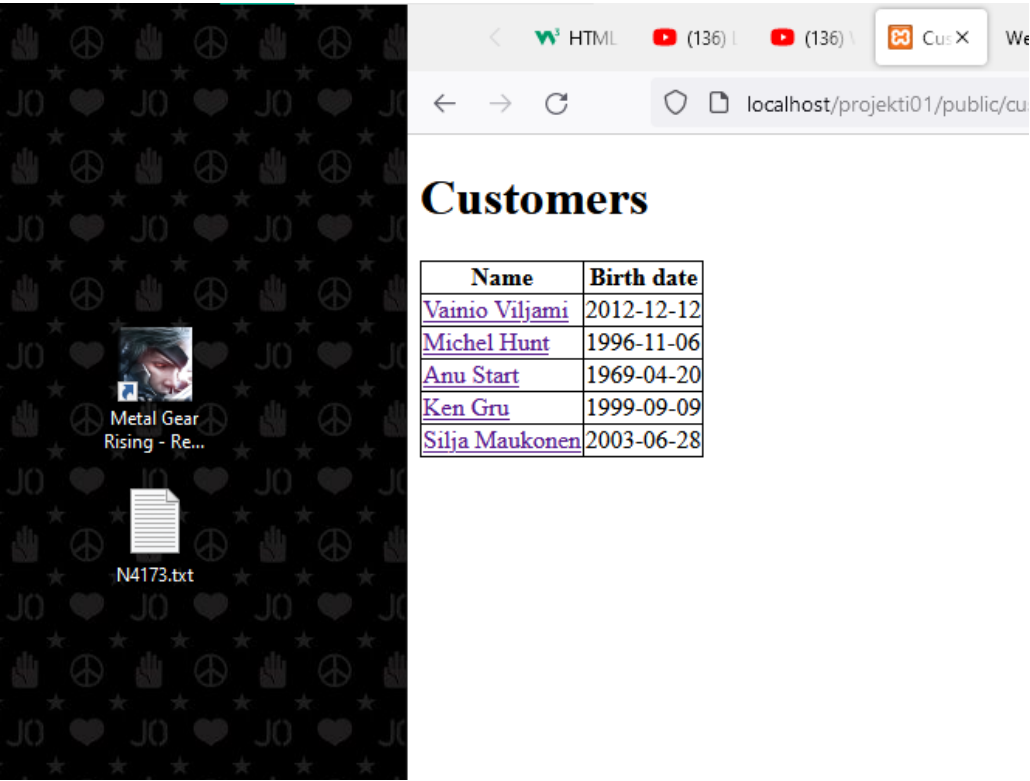 HTML
(136)
(136)
Cus
We
localhost/projekti01/public/cu
Customers
Name Birth date
Vainio Viljami 2012-12-12
Michel Hunt 1996-11-06
Anu Start 1969-04-20
Ken Gru 1999-09-09
Silja Maukonen 2003-06-28
Metal Gear
Rising - Re...
N4173.txt